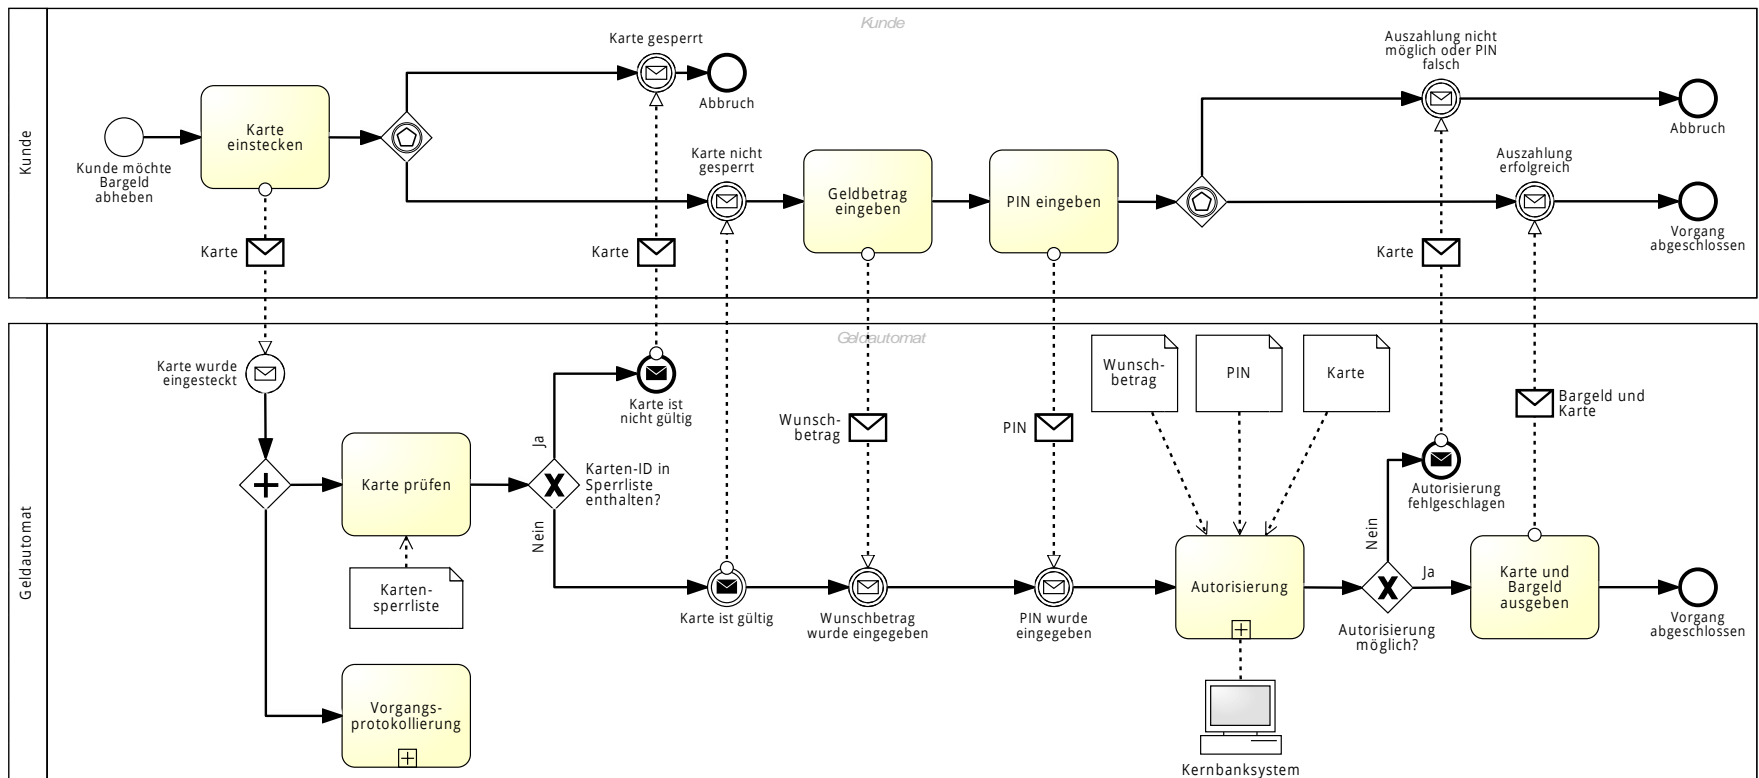 Kunde
Kunde
Karte gesperrt
Abbruch
Auszahlung nicht
möglich oder PIN
falsch
Abbruch
Kunde möchte
Bargeld
abheben
Karte
einstecken
Karte nicht
gesperrt
Geldbetrag
eingeben
PIN eingeben
Auszahlung
erfolgreich
Vorgang
abgeschlossen
Karte
Karte
Karte
Geldautomat
Geldautomat
Karte wurde
eingesteckt
Karte ist
nicht gültig
Wunsch-
betrag
PIN
Wunsch-
betrag
PIN
Karte
Bargeld und
Karte
Karte prüfen
Ja
Karten-ID in
Sperrliste
enthalten?
Nein
Karten-
sperrliste
Karte ist gültig
Wunschbetrag
wurde eingegeben
PIN wurde
eingegeben
Autorisierung
Nein
Autorisierung
fehlgeschlagen
Ja
Autorisierung
möglich?
Karte und
Bargeld
ausgeben
Vorgang
abgeschlossen
Vorgangs-
protokollierung
Kernbanksystem